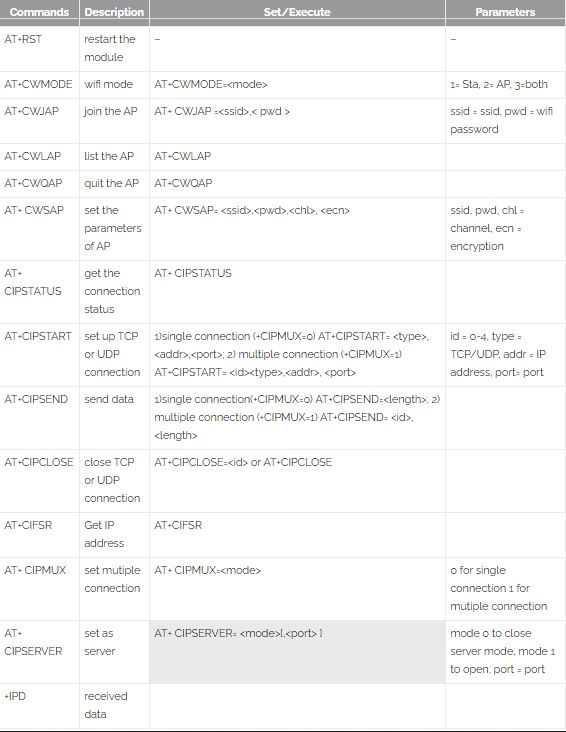 Commands Description Set/Execute Parameters
AT+RST restart the – –
module
AT+CWMODE wifi mode AT+CWMODE=<mode> 1= Sta, 2= AP, 3=both
AT+CWJAP join the AP AT+ CWJAP =<ssid>,< pwd > ssid = ssid, pwd = wifi
password
AT+CWLAP list the AP AT+CWLAP
AT+CWQAP quit the AP AT+CWQAP
AT+ CWSAP set the AT+ CWSAP= <ssid>,<pwd>,<chl>, <ecn> ssid, pwd, chl =
parameters channel, ecn =
of AP encryption
AT+ get the AT+ CIPSTATUS
CIPSTATUS connection
status
AT+CIPSTART set up TCP 1)single connection (+CIPMUX=0) AT+CIPSTART= <type>, id = 0-4, type =
or UDP <addr>,<port>; 2) multiple connection (+CIPMUX=1) TCP/UDP, addr = IP
connection AT+CIPSTART= <id><type>,<addr>, <port> address, port= port
AT+CIPSEND send data 1)single connection(+CIPMUX=0) AT+CIPSEND=<length>; 2)
multiple connection (+CIPMUX=1) AT+CIPSEND= <id>,
<length>
AT+CIPCLOSE close TCP AT+CIPCLOSE=<id> or AT+CIPCLOSE
or UDP
connection
AT+CIFSR Get IP AT+CIFSR
address
AT+ CIPMUX set mutiple AT+ CIPMUX=<mode> 0 for single
connection connection 1 for
mutiple connection
AT+ set as AT+ CIPSERVER= <mode>[,<port> ] mode 0 to close
CIPSERVER server server mode, mode 1
to open; port = port
+IPD received
data